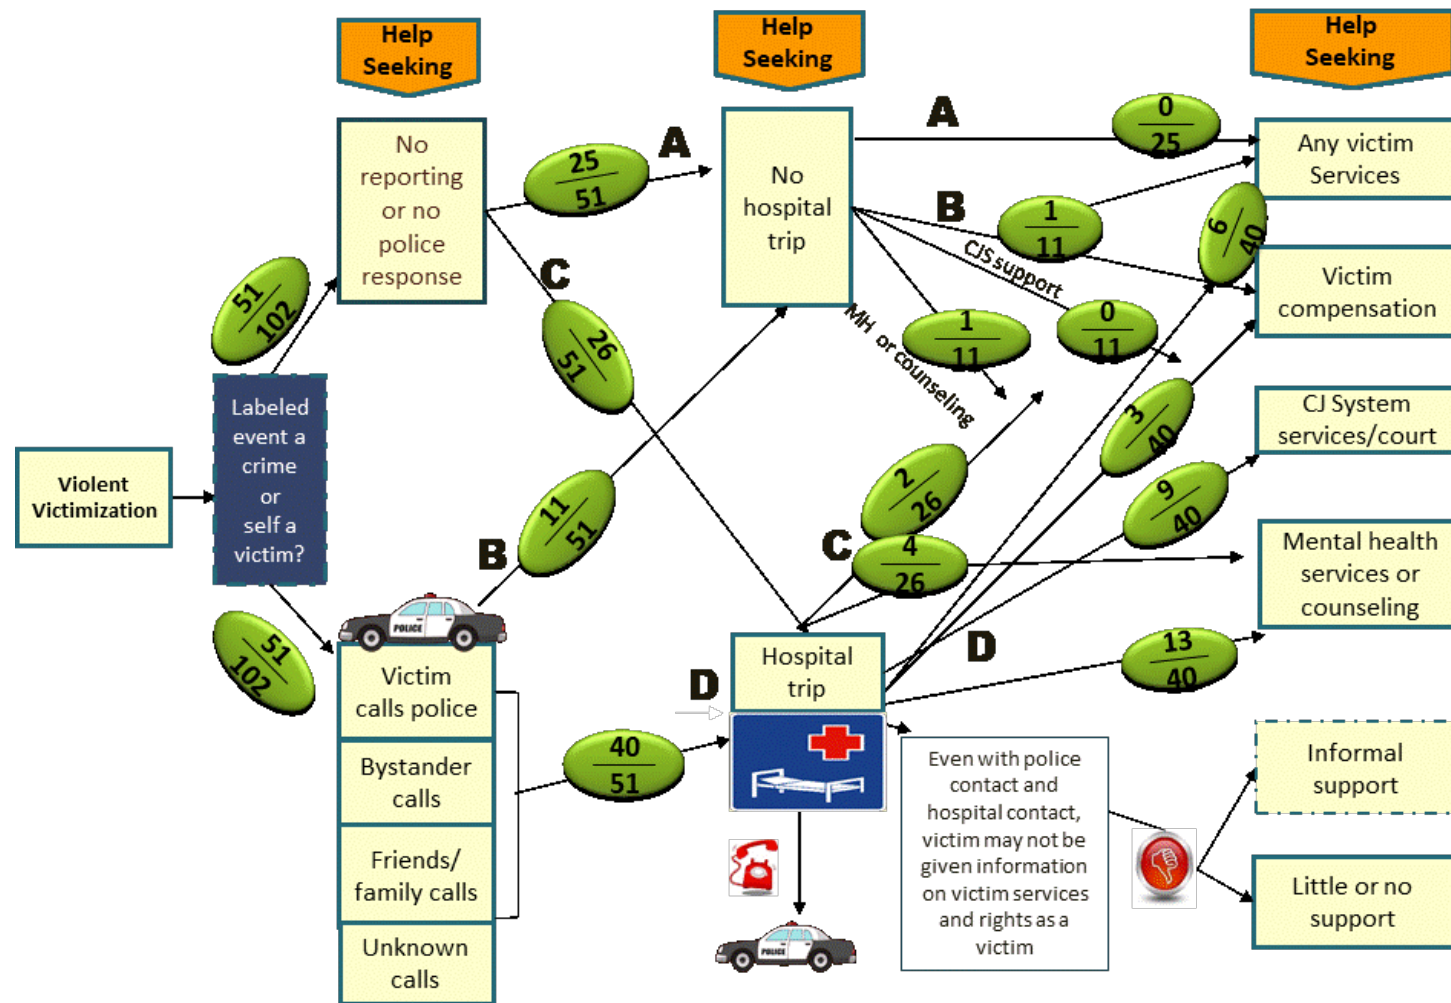 Help
Seeking
Help
Seeking
Help
Seeking
No
reporting
or no
police
response
25
51
A
No
hospital
trip
A
0
25
Any victim
Services
B
1
11
6
40
CJS support
C
51
102
26
51
Victim
compensation
0
11
1
11
MH or counseling
3
40
Labeled
event a
crime
or
self a
victim?
CJ System
services/court
Violent
Victimization
2
26
9
40
11
51
B
C
4
26
Mental health
services or
counseling
51
102
POLICE
D
13
40
Hospital
trip
D
Victim
calls police
Bystander
calls
Friends/
family calls
Unknown
calls
40
51
Even with police
contact and
hospital contact,
victim may not be
given information
on victim services
and rights as a
victim
Informal
support
Little or no
support
POLICE